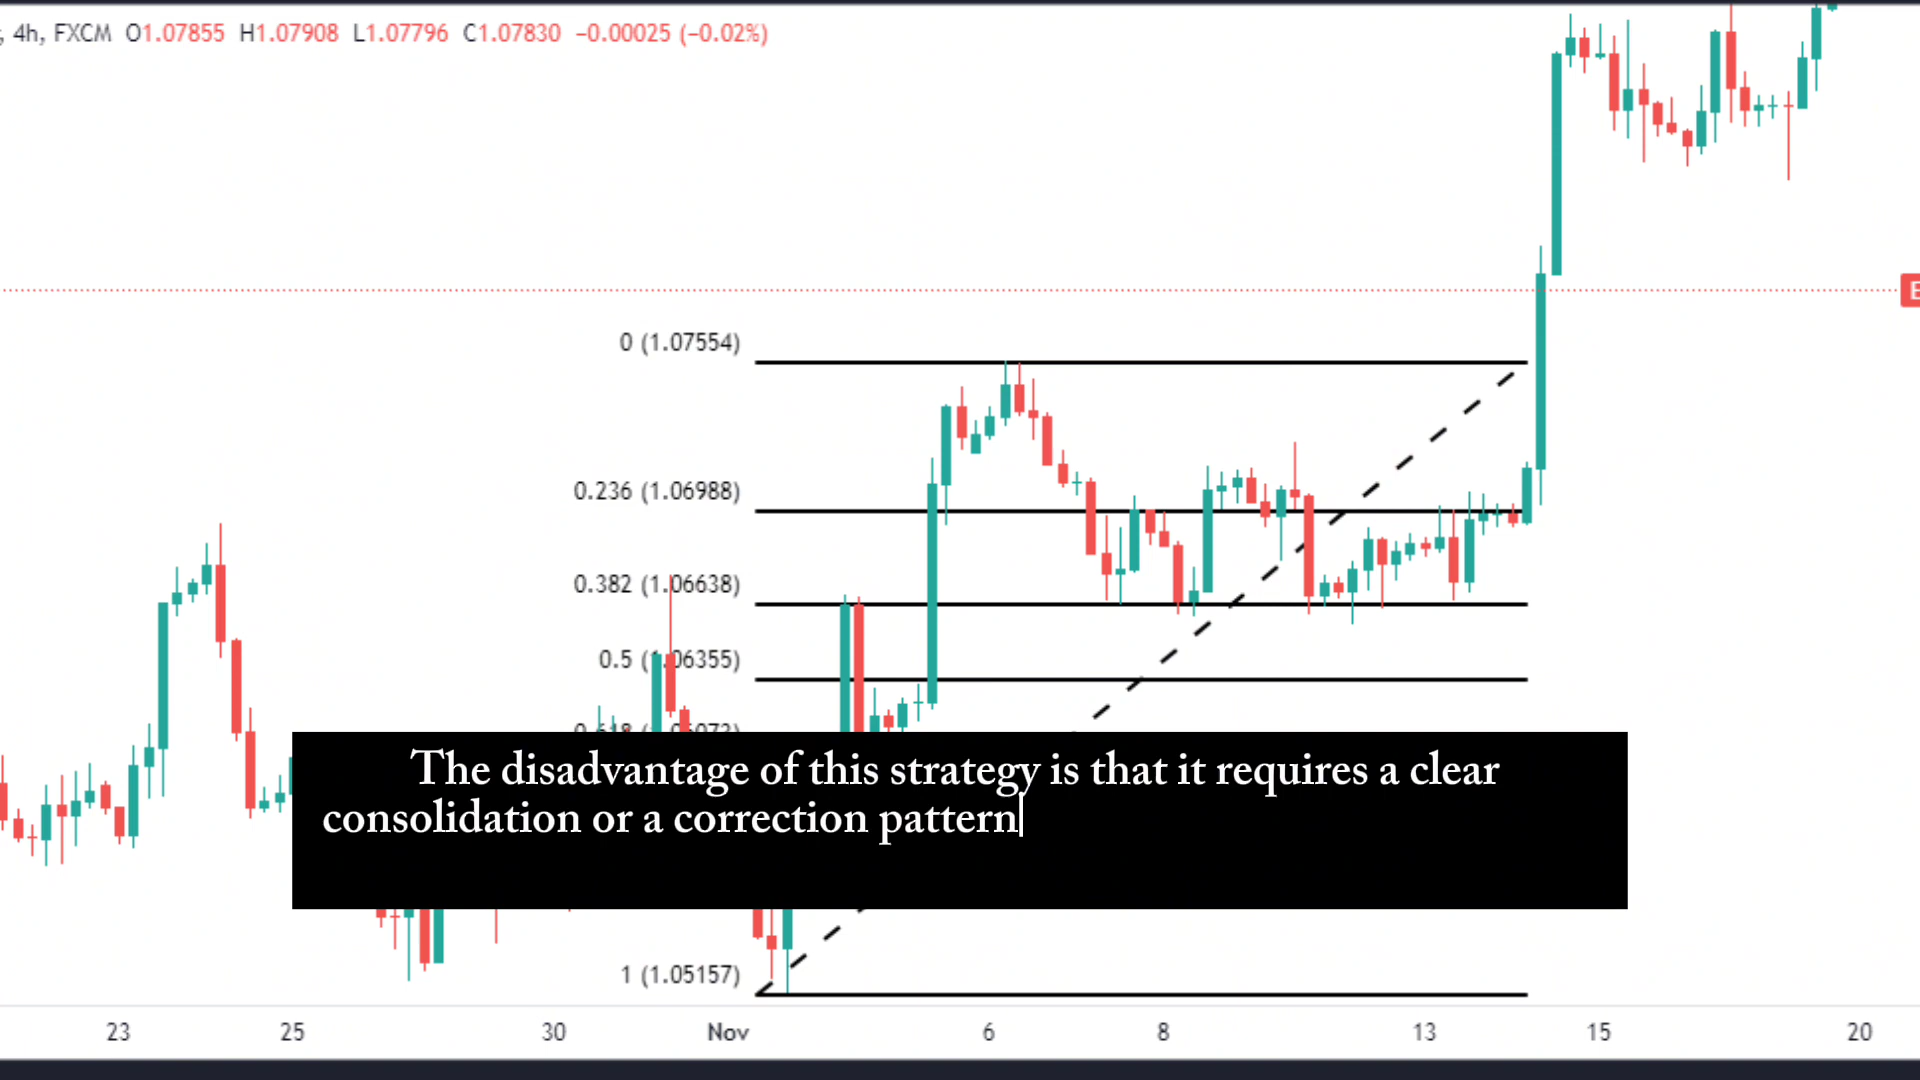 , 4h, FXCM O1.07855 H1.07908 L1.07796 C1.07830 −0.00025 (−0.02%)
E
0 (1.07554)
0.236 (1.06988)
0.382 (1.06638)
0.5 (1.06355)
The disadvantage of this strategy is that it requires a clear
consolidation or a correction pattern
1 (1.05157)
23 25 30 Nov 6 8 13 15 20